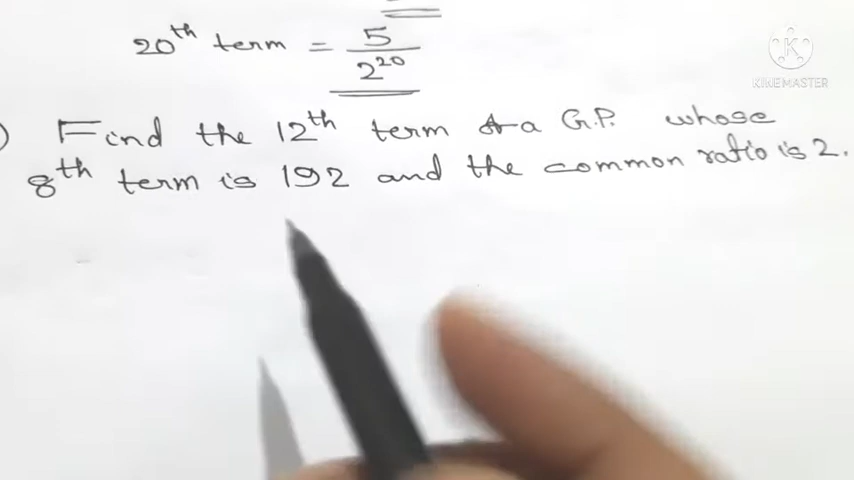 20th term = 5/2^20
KINEMASTER
) Find the 12th term of a G.P. whose
8th term is 192 and the common ratio is 2.